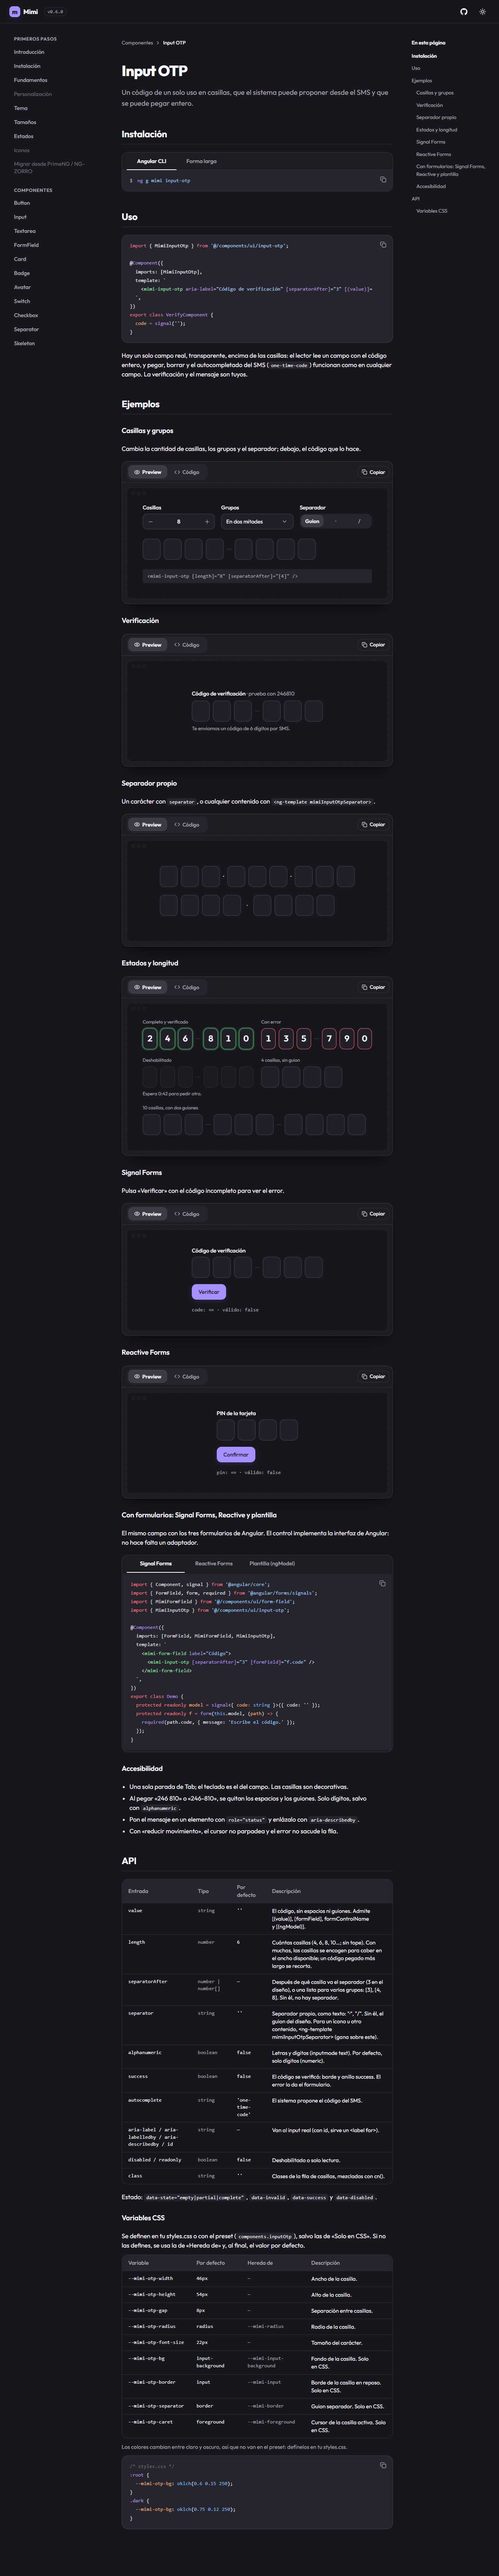 m Mimi v0.6.0
PRIMEROS PASOS
Introducción
Instalación
Fundamentos
Personalización
Tema
Tamaños
Estados
Iconos
Migrar desde PrimeNG / NG-
ZORRO
COMPONENTES
Button
Input
Textarea
FormField
Card
Badge
Avatar
Switch
Checkbox
Separator
Skeleton
Componentes > Input OTP
Input OTP
Un código de un solo uso en casillas, que el sistema puede proponer desde el SMS y que
se puede pegar entero.
Instalación
Angular CLI Forma larga
$ ng g mimi input-otp
Uso
import { MimiInputOtp } from '@/components/ui/input-otp';
@Component({
imports: [MimiInputOtp],
template: `
<mimi-input-otp aria-label="Código de verificación" [separatorAfter]="3" [(value)]=
`,
})
export class VerifyComponent {
code = signal('');
}
Hay un solo campo real, transparente, encima de las casillas: el lector lee un campo con el código
entero, y pegar, borrar y el autocompletado del SMS ( one-time-code ) funcionan como en cualquier
campo. La verificación y el mensaje son tuyos.
Ejemplos
Casillas y grupos
Cambia la cantidad de casillas, los grupos y el separador; debajo, el código que lo hace.
Preview Código Copiar
Casillas Grupos Separador
− 8 + En dos mitades Guion · /
<mimi-input-otp [length]="8" [separatorAfter]="[4]" />
Verificación
Preview Código Copiar
Código de verificación · prueba con 246810
Te enviamos un código de 6 dígitos por SMS.
Separador propio
Un carácter con separator , o cualquier contenido con <ng-template mimiInputOtpSeparator> .
Preview Código Copiar
Estados y longitud
Preview Código Copiar
Completo y verificado Con error
2 4 6 – 8 1 0 1 3 5 – 7 9 0
Deshabilitado 4 casillas, sin guion
Espera 0:42 para pedir otro.
10 casillas, con dos guiones
Signal Forms
Pulsa «Verificar» con el código incompleto para ver el error.
Preview Código Copiar
Código de verificación
Verificar
code: «» · válido: false
Reactive Forms
Preview Código Copiar
PIN de la tarjeta
Confirmar
pin: «» · válido: false
Con formularios: Signal Forms, Reactive y plantilla
El mismo campo con los tres formularios de Angular. El control implementa la interfaz de Angular:
no hace falta un adaptador.
Signal Forms Reactive Forms Plantilla (ngModel)
import { Component, signal } from '@angular/core';
import { FormField, form, required } from '@angular/forms/signals';
import { MimiFormField } from '@/components/ui/form-field';
import { MimiInputOtp } from '@/components/ui/input-otp';
@Component({
imports: [FormField, MimiFormField, MimiInputOtp],
template: `
<mimi-form-field label="Código">
<mimi-input-otp [separatorAfter]="3" [formField]="f.code" />
</mimi-form-field>
`,
})
export class Demo {
protected readonly model = signal<{ code: string }>({ code: '' });
protected readonly f = form(this.model, (path) => {
required(path.code, { message: 'Escribe el código.' });
});
}
Accesibilidad
• Una sola parada de Tab; el teclado es el del campo. Las casillas son decorativas.
• Al pegar «246 810» o «246-810», se quitan los espacios y los guiones. Solo dígitos, salvo
con alphanumeric .
• Pon el mensaje en un elemento con role="status" y enlázalo con aria-describedby .
• Con «reducir movimiento», el cursor no parpadea y el error no sacude la fila.
API
Entrada Tipo Por defecto Descripción
value string '' El código, sin espacios ni guiones. Admite
[(value)], [formField], formControlName
y [(ngModel)].
length number 6 Cuántas casillas (4, 6, 8, 10…; sin tope). Con
muchas, las casillas se encogen para caber en
el ancho disponible; un código pegado más
largo se recorta.
separatorAfter number | number[] — Después de qué casilla va el separador (3 en el
diseño), o una lista para varios grupos: [3], [4,
8]. Sin él, no hay separador.
separator string '' Separador propio, como texto: "·", "/". Sin él, el
guion del diseño. Para un icono u otro
contenido, <ng-template
mimiInputOtpSeparator> (gana sobre este).
alphanumeric boolean false Letras y dígitos (inputmode text). Por defecto,
solo dígitos (numeric).
success boolean false El código se verificó: borde y anillo success. El
error lo da el formulario.
autocomplete string 'one-time-code' El sistema propone el código del SMS.
aria-label / aria-labelledby / aria-describedby / id string — Van al input real (con id, sirve un <label for>).
disabled / readonly boolean false Deshabilitado o solo lectura.
class string '' Clases de la fila de casillas, mezcladas con cn().
Estado: data-state="empty|partial|complete" , data-invalid , data-success y data-disabled .
Variables CSS
Se definen en tu styles.css o con el preset ( components.inputOtp ), salvo las de «Solo en CSS». Si no
las defines, se usa la de «Hereda de» y, al final, el valor por defecto.
Variable Por defecto Hereda de Descripción
--mimi-otp-width 46px — Ancho de la casilla.
--mimi-otp-height 54px — Alto de la casilla.
--mimi-otp-gap 8px — Separación entre casillas.
--mimi-otp-radius radius --mimi-radius Radio de la casilla.
--mimi-otp-font-size 22px — Tamaño del carácter.
--mimi-otp-bg input-background --mimi-input-background Fondo de la casilla. Solo
en CSS.
--mimi-otp-border input --mimi-input Borde de la casilla en reposo.
Solo en CSS.
--mimi-otp-separator border --mimi-border Guion separador. Solo en CSS.
--mimi-otp-caret foreground --mimi-foreground Cursor de la casilla activa. Solo
en CSS.
Los colores cambian entre claro y oscuro, así que no van en el preset: defínelos en tu styles.css.
/* styles.css */
:root {
--mimi-otp-bg: oklch(0.6 0.15 250);
}
.dark {
--mimi-otp-bg: oklch(0.75 0.12 250);
}
En esta página
Instalación
Uso
Ejemplos
Casillas y grupos
Verificación
Separador propio
Estados y longitud
Signal Forms
Reactive Forms
Con formularios: Signal Forms,
Reactive y plantilla
Accesibilidad
API
Variables CSS